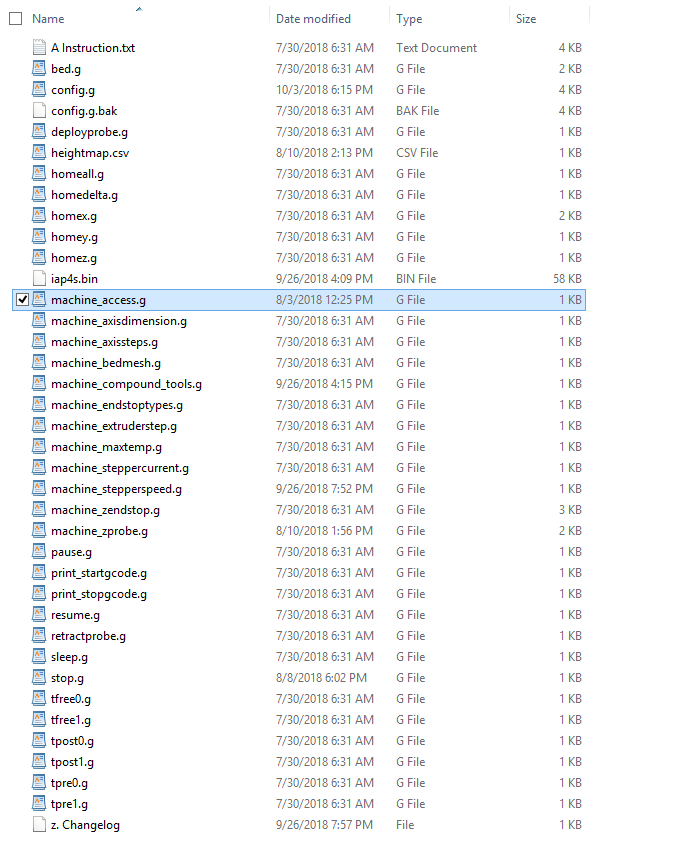 Name Date modified Type Size
A Instruction.txt 7/30/2018 6:31 AM Text Document 4 KB
bed.g 7/30/2018 6:31 AM G File 2 KB
config.g 10/3/2018 6:15 PM G File 4 KB
config.g.bak 7/30/2018 6:31 AM BAK File 4 KB
deployprobe.g 7/30/2018 6:31 AM G File 1 KB
heightmap.csv 8/10/2018 2:13 PM CSV File 1 KB
homeall.g 7/30/2018 6:31 AM G File 1 KB
homedelta.g 7/30/2018 6:31 AM G File 1 KB
homex.g 7/30/2018 6:31 AM G File 2 KB
homey.g 7/30/2018 6:31 AM G File 1 KB
homez.g 7/30/2018 6:31 AM G File 1 KB
iap4s.bin 9/26/2018 4:09 PM BIN File 58 KB
machine_access.g 8/3/2018 12:25 PM G File 1 KB
machine_axisdimension.g 7/30/2018 6:31 AM G File 1 KB
machine_axissteps.g 7/30/2018 6:31 AM G File 1 KB
machine_bedmesh.g 7/30/2018 6:31 AM G File 1 KB
machine_compound_tools.g 9/26/2018 4:15 PM G File 1 KB
machine_endstoptypes.g 7/30/2018 6:31 AM G File 1 KB
machine_extruderstep.g 7/30/2018 6:31 AM G File 1 KB
machine_maxtemp.g 7/30/2018 6:31 AM G File 1 KB
machine_steppercurrent.g 7/30/2018 6:31 AM G File 1 KB
machine_stepperspeed.g 9/26/2018 7:52 PM G File 1 KB
machine_zendstop.g 7/30/2018 6:31 AM G File 3 KB
machine_zprobe.g 8/10/2018 1:56 PM G File 2 KB
pause.g 7/30/2018 6:31 AM G File 1 KB
print_startgcode.g 7/30/2018 6:31 AM G File 1 KB
print_stopgcode.g 7/30/2018 6:31 AM G File 1 KB
resume.g 7/30/2018 6:31 AM G File 1 KB
retractprobe.g 7/30/2018 6:31 AM G File 1 KB
sleep.g 7/30/2018 6:31 AM G File 1 KB
stop.g 8/8/2018 6:02 PM G File 1 KB
tfree0.g 7/30/2018 6:31 AM G File 1 KB
tfree1.g 7/30/2018 6:31 AM G File 1 KB
tpost0.g 7/30/2018 6:31 AM G File 1 KB
tpost1.g 7/30/2018 6:31 AM G File 1 KB
tpre0.g 7/30/2018 6:31 AM G File 1 KB
tpre1.g 7/30/2018 6:31 AM G File 1 KB
z. Changelog 9/26/2018 7:57 PM File 1 KB